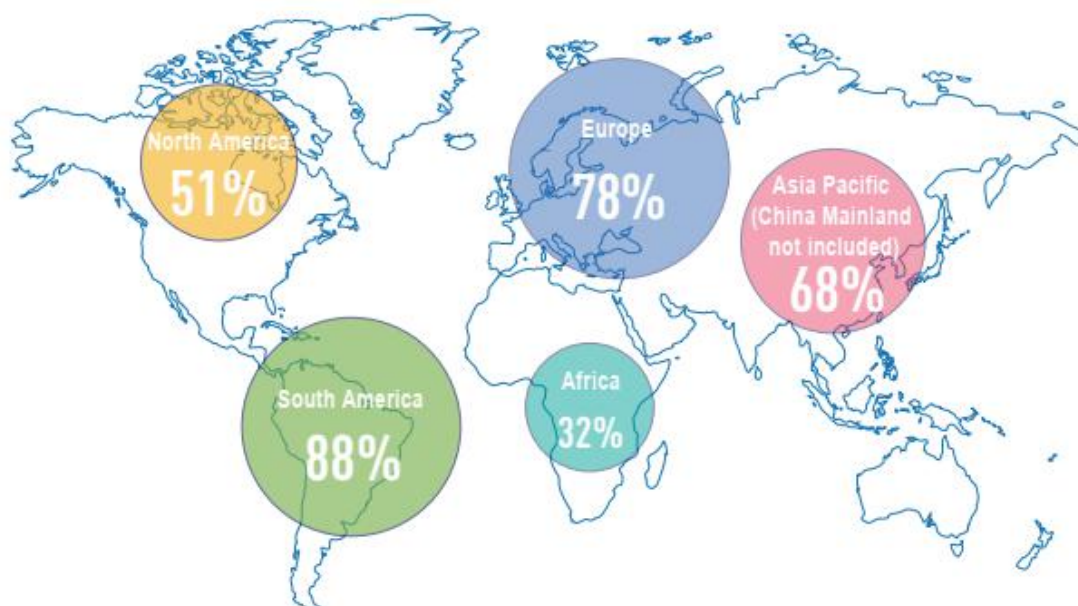 North America
51%
Europe
78%
Asia Pacific
(China Mainland
not included)
68%
South America
88%
Africa
32%